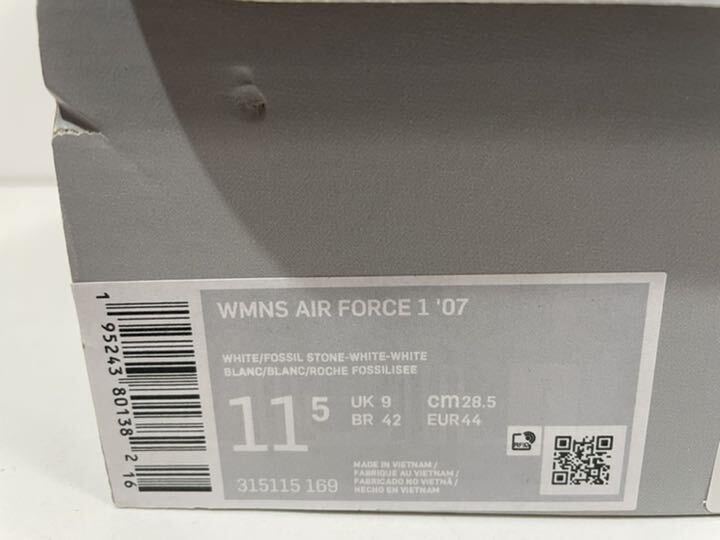 WMNS AIR FORCE 1 '07
WHITE/FOSSIL STONE-WHITE-WHITE
BLANC/BLANC/ROCHE FOSSILISEE
11 5
UK 9
BR 42
cm 28.5
EUR 44
RFID
MADE IN VIETNAM /
FABRIQUE AU VIETNAM /
FABRICADO NO VIETNÃ /
HECHO EN VIETNAM
315115 169
1 95243 80138 2 16